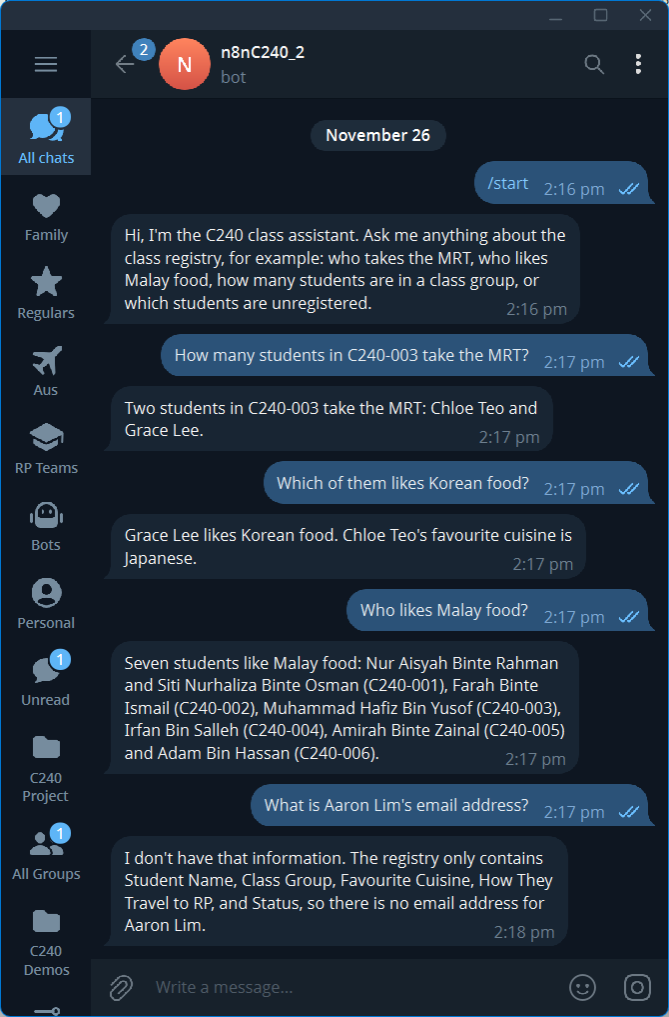 2
N
n8nC240_2
bot
1
All chats
Family
Regulars
Aus
RP Teams
Bots
Personal
1
Unread
C240
Project
1
All Groups
C240
Demos
November 26
/start 2:16 pm
Hi, I'm the C240 class assistant. Ask me anything about the
class registry, for example: who takes the MRT, who likes
Malay food, how many students are in a class group, or
which students are unregistered. 2:16 pm
How many students in C240-003 take the MRT? 2:17 pm
Two students in C240-003 take the MRT: Chloe Teo and
Grace Lee. 2:17 pm
Which of them likes Korean food? 2:17 pm
Grace Lee likes Korean food. Chloe Teo's favourite cuisine is
Japanese. 2:17 pm
Who likes Malay food? 2:17 pm
Seven students like Malay food: Nur Aisyah Binte Rahman
and Siti Nurhaliza Binte Osman (C240-001), Farah Binte
Ismail (C240-002), Muhammad Hafiz Bin Yusof (C240-003),
Irfan Bin Salleh (C240-004), Amirah Binte Zainal (C240-005)
and Adam Bin Hassan (C240-006). 2:17 pm
What is Aaron Lim's email address? 2:17 pm
I don't have that information. The registry only contains
Student Name, Class Group, Favourite Cuisine, How They
Travel to RP, and Status, so there is no email address for
Aaron Lim. 2:18 pm
Write a message...